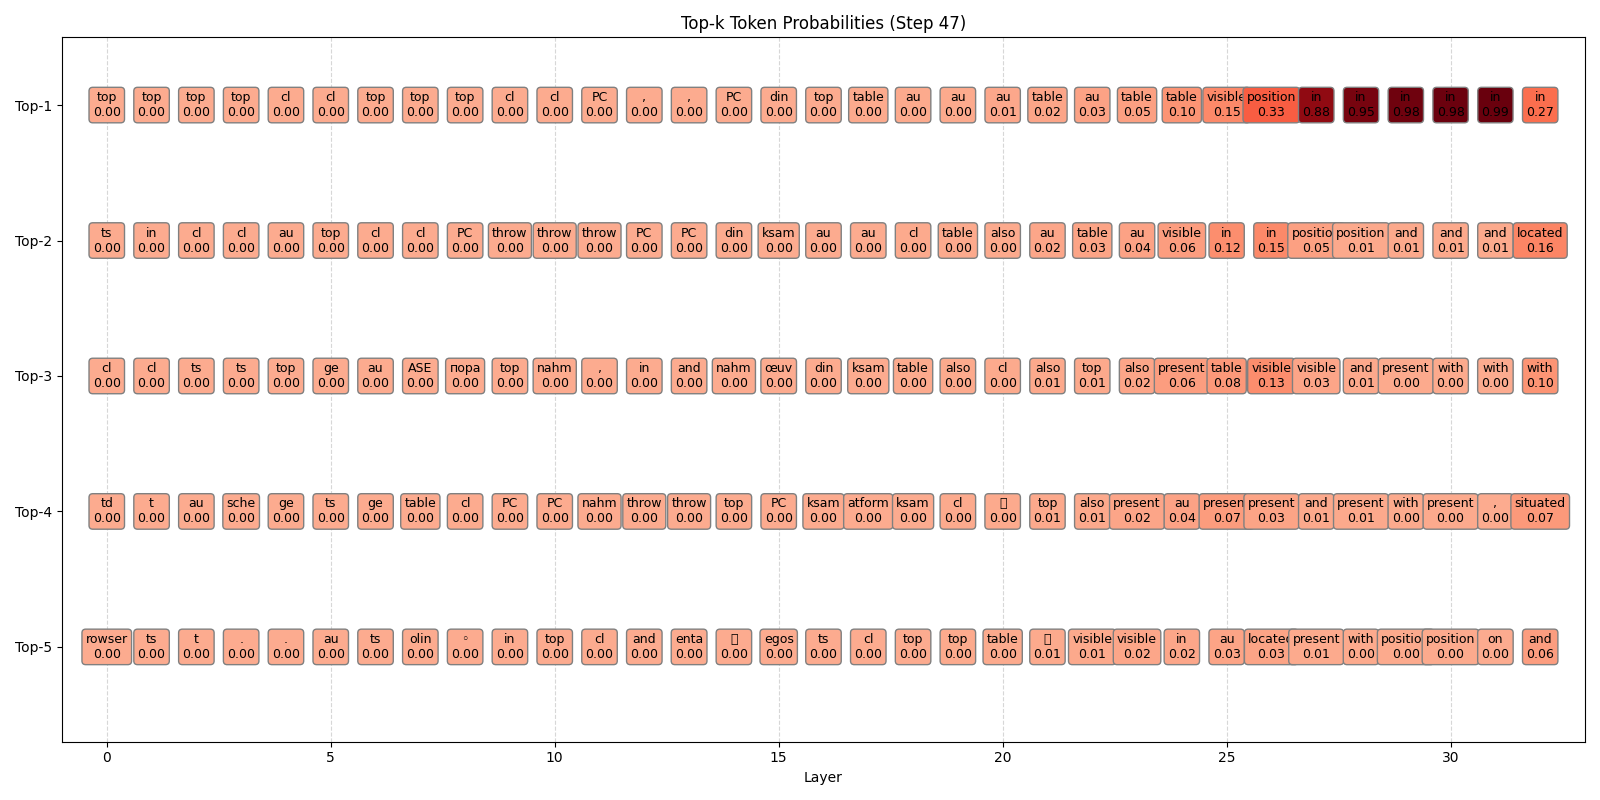 Top-k Token Probabilities (Step 47)
Top-1
top top top top cl cl top top top cl cl PC , , PC din top table au au au table au table table visible position in in in in in in
0.00 0.00 0.00 0.00 0.00 0.00 0.00 0.00 0.00 0.00 0.00 0.00 0.00 0.00 0.00 0.00 0.00 0.00 0.00 0.00 0.01 0.02 0.03 0.05 0.10 0.15 0.33 0.88 0.95 0.98 0.98 0.99 0.27
Top-2
ts in cl cl au top cl cl PC throw throw throw PC PC din ksam au au cl table also au table au visible in in positio position and and and located
0.00 0.00 0.00 0.00 0.00 0.00 0.00 0.00 0.00 0.00 0.00 0.00 0.00 0.00 0.00 0.00 0.00 0.00 0.00 0.00 0.00 0.02 0.03 0.04 0.06 0.12 0.15 0.05 0.01 0.01 0.01 0.01 0.16
Top-3
cl cl ts ts top ge au ASE пора top nahm , in and nahm œuv din ksam table also cl also top also present table visible visible and present with with with
0.00 0.00 0.00 0.00 0.00 0.00 0.00 0.00 0.00 0.00 0.00 0.00 0.00 0.00 0.00 0.00 0.00 0.00 0.00 0.00 0.00 0.01 0.01 0.02 0.06 0.08 0.13 0.03 0.01 0.00 0.00 0.00 0.10
Top-4
td t au sche ge ts ge table cl PC PC nahm throw throw top PC ksam atform ksam cl top also present au presen present and present with present , situated
0.00 0.00 0.00 0.00 0.00 0.00 0.00 0.00 0.00 0.00 0.00 0.00 0.00 0.00 0.00 0.00 0.00 0.00 0.00 0.00 0.00 0.01 0.01 0.02 0.04 0.07 0.03 0.01 0.01 0.00 0.00 0.00 0.07
Top-5
rowser ts t . . au ts olin ◦ in top cl and enta egos ts cl top top table visible visible in au located present with positio position on and
0.00 0.00 0.00 0.00 0.00 0.00 0.00 0.00 0.00 0.00 0.00 0.00 0.00 0.00 0.00 0.00 0.00 0.00 0.00 0.00 0.00 0.01 0.01 0.02 0.02 0.03 0.03 0.01 0.00 0.00 0.00 0.00 0.06
0 5 10 15 20 25 30
Layer